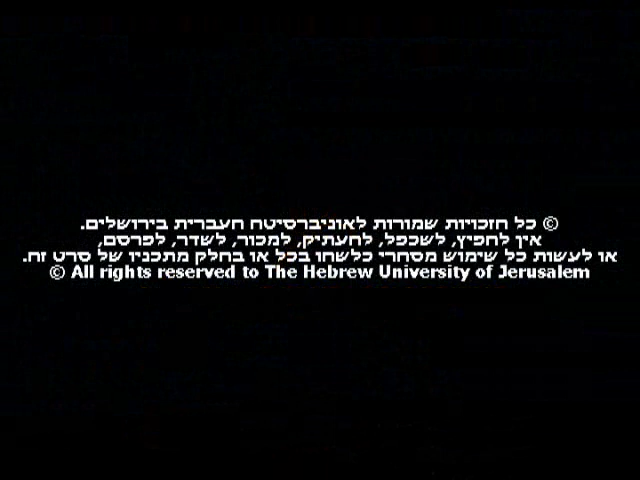 © כל הזכויות שמורות לאוניברסיטה העברית בירושלים.
אין להפיץ, לשכפל, להעתיק, למכור, לשדר, לפרסם,
או לעשות כל שימוש מסחרי כלשהו בכל או בחלק מתכניו של סרט זה.
© All rights reserved to The Hebrew University of Jerusalem